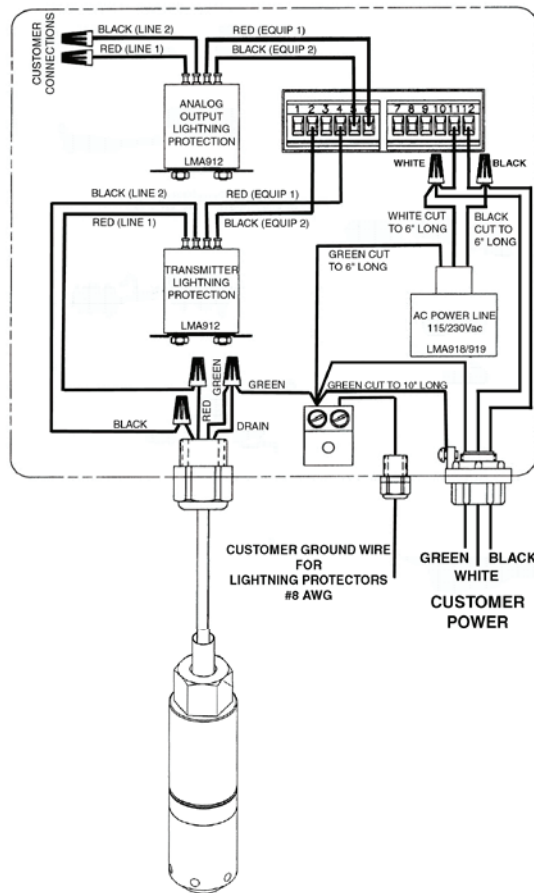 BLACK (LINE 2)
RED (LINE 1)
CUSTOMER
CONNECTIONS
RED (EQUIP 1)
BLACK (EQUIP 2)
ANALOG
OUTPUT
LIGHTNING
PROTECTION
LMA912
1 2 3 4 5 6
7 8 9 10 11 12
WHITE
BLACK
BLACK (LINE 2)
RED (LINE 1)
RED (EQUIP 1)
BLACK (EQUIP 2)
WHITE CUT
TO 6" LONG
BLACK
CUT TO
6" LONG
GREEN CUT
TO 6" LONG
TRANSMITTER
LIGHTNING
PROTECTION
LMA912
AC POWER LINE
115/230Vac
LMA918/919
BLACK
RED
GREEN
GREEN
DRAIN
GREEN CUT TO 10" LONG
CUSTOMER GROUND WIRE
FOR
LIGHTNING PROTECTORS
#8 AWG
GREEN
BLACK
WHITE
CUSTOMER
POWER